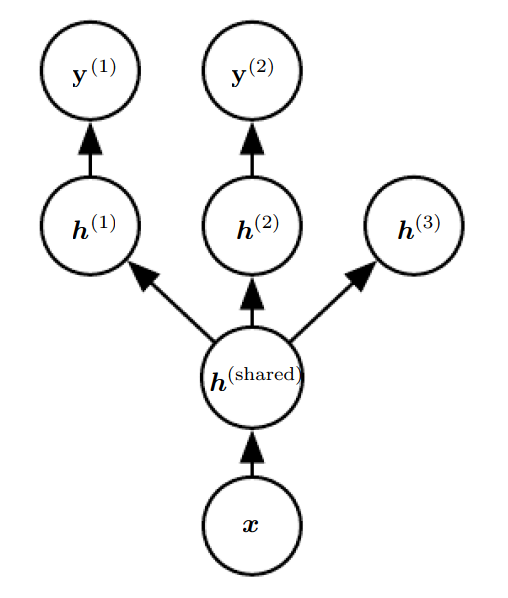 y(1) y(2)
h(1) h(2) h(3)
h(shared)
x